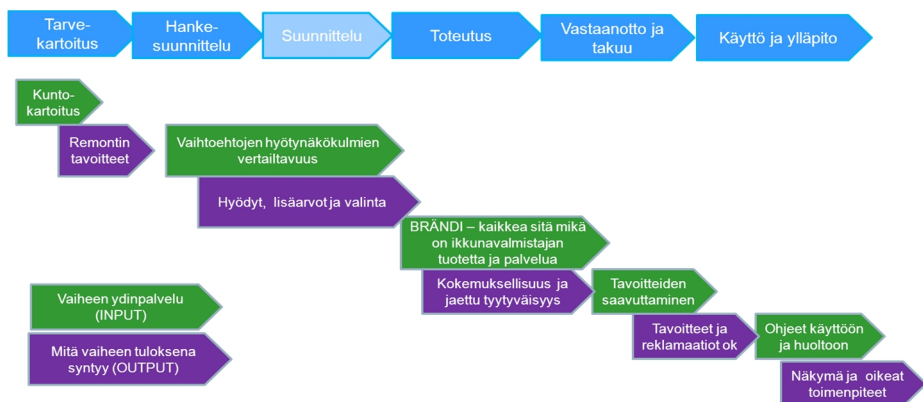 Tarve-
kartoitus
Hanke-
suunnittelu
Suunnittelu
Toteutus
Vastaanotto ja
takuu
Käyttö ja ylläpito
Kunto-
kartoitus
Remontin
tavoitteet
Vaihtoehtojen hyötynäkökulmien
vertailtavuus
Hyödyt, lisäarvot ja valinta
BRÄNDI – kaikkea sitä mikä
on ikkunavalmistajan
tuotetta ja palvelua
Kokemuksellisuus ja
jaettu tyytyväisyys
Tavoitteiden
saavuttaminen
Tavoitteet ja
reklamaatiot ok
Ohjeet käyttöön
ja huoltoon
Näkymä ja oikeat
toimenpiteet
Vaiheen ydinpalvelu
(INPUT)
Mitä vaiheen tuloksena
syntyy (OUTPUT)